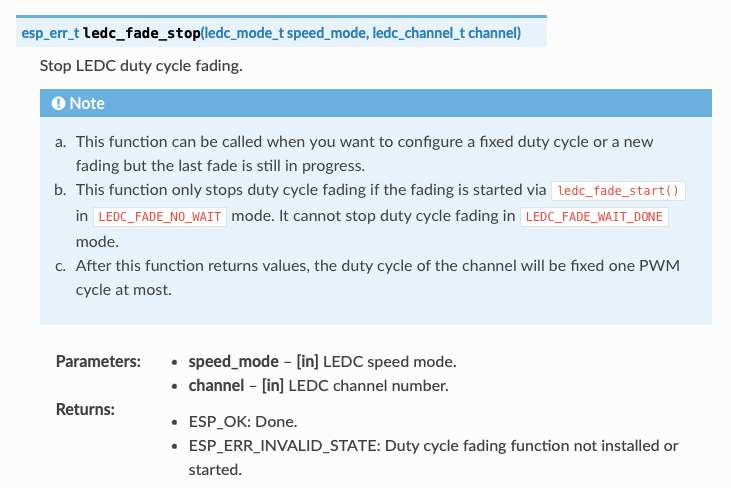 esp_err_t ledc_fade_stop(ledc_mode_t speed_mode, ledc_channel_t channel)
Stop LEDC duty cycle fading.
Note
a. This function can be called when you want to configure a fixed duty cycle or a new
fading but the last fade is still in progress.
b. This function only stops duty cycle fading if the fading is started via ledc_fade_start()
in LEDC_FADE_NO_WAIT mode. It cannot stop duty cycle fading in LEDC_FADE_WAIT_DONE
mode.
c. After this function returns values, the duty cycle of the channel will be fixed one PWM
cycle at most.
Parameters:
• speed_mode – [in] LEDC speed mode.
• channel – [in] LEDC channel number.
Returns:
• ESP_OK: Done.
• ESP_ERR_INVALID_STATE: Duty cycle fading function not installed or
started.